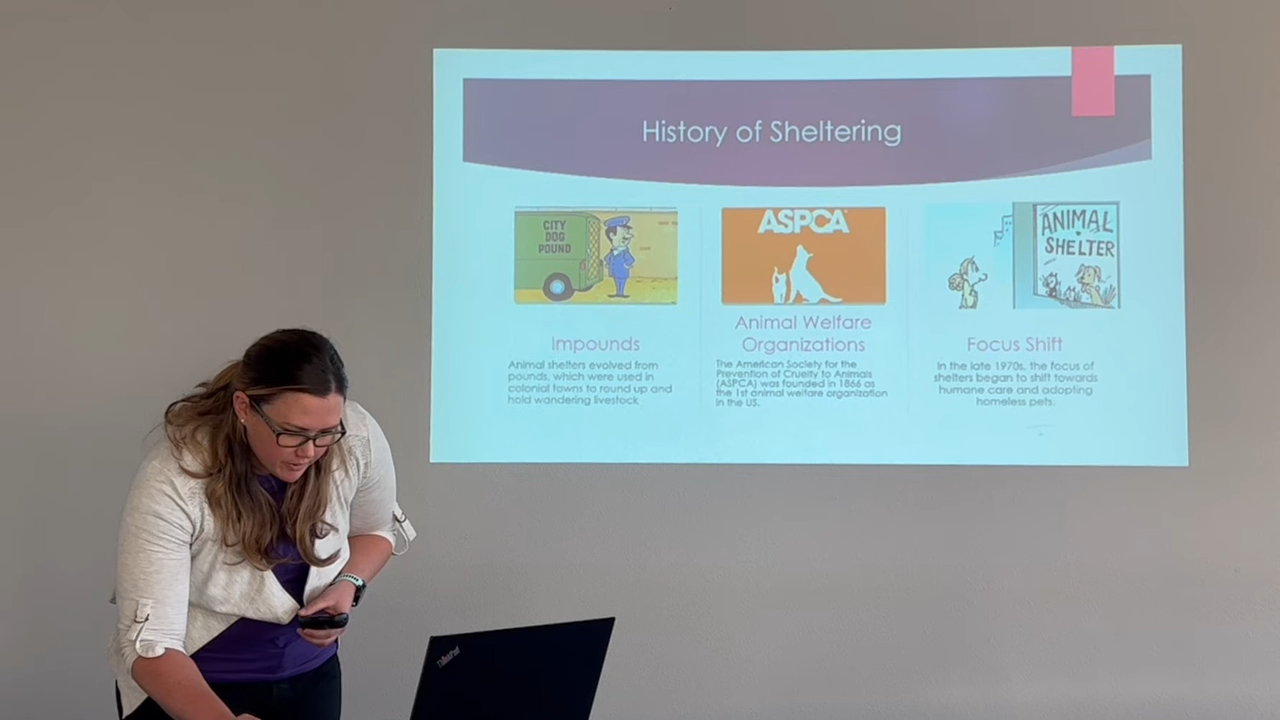 History of Sheltering
CITY
DOG
POUND
Impounds
Animal shelters evolved from
pounds, which were used in
colonial towns to round up and
hold wandering livestock
ASPCA
Animal Welfare
Organizations
The American Society for the
Prevention of Cruelty to Animals
(ASPCA) was founded in 1866 as
the 1st animal welfare organization
in the US.
ANIMAL
SHELTER
Focus Shift
In the late 1970s, the focus of
shelters began to shift towards
humane care and adopting
homeless pets.
ThinkPad